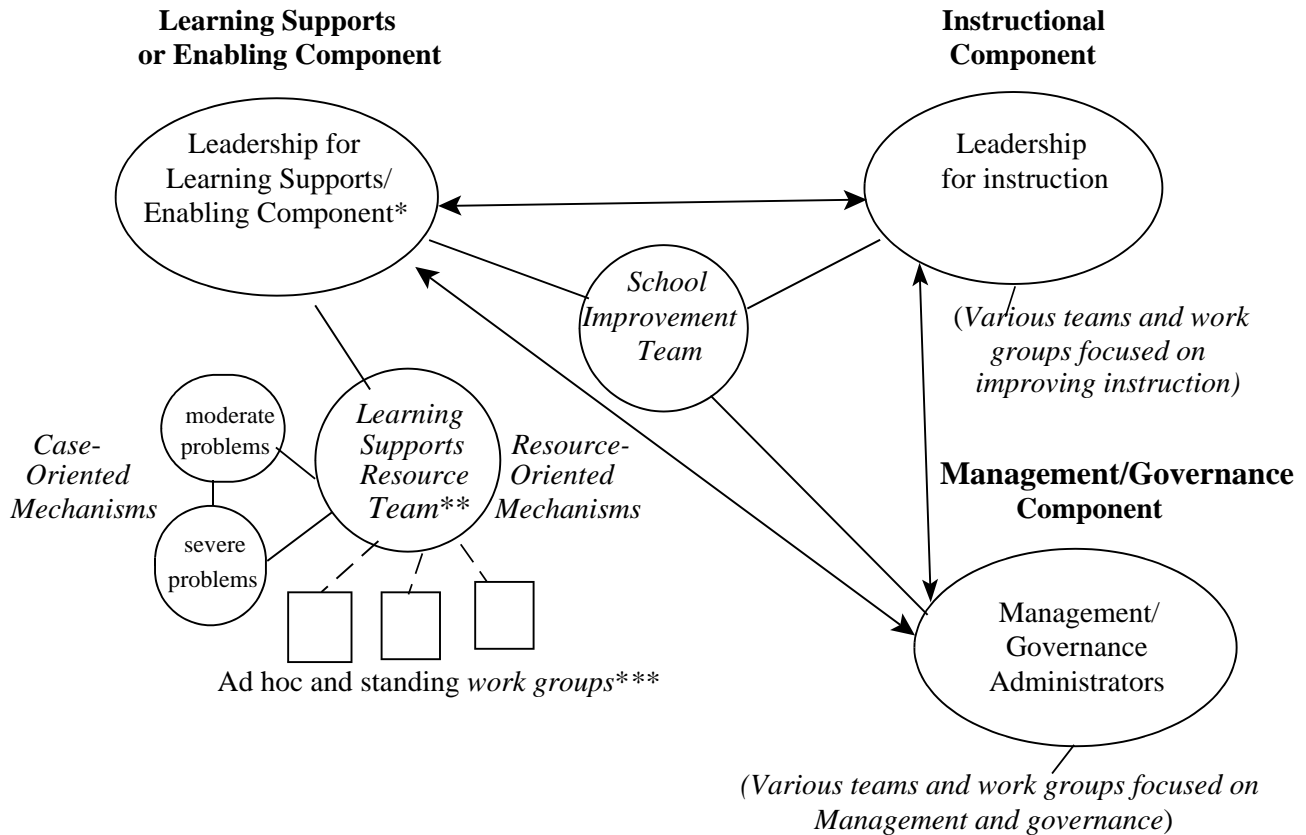 Learning Supports
or Enabling Component
Instructional
Component
Leadership for
Learning Supports/
Enabling Component*
Leadership
for instruction
School
Improvement
Team
(Various teams and work
groups focused on
improving instruction)
moderate
problems
Case-
Oriented
Mechanisms
severe
problems
Learning
Supports
Resource
Team**
Resource-
Oriented
Mechanisms
Ad hoc and standing work groups***
Management/Governance
Component
Management/
Governance
Administrators
(Various teams and work groups focused on
Management and governance)